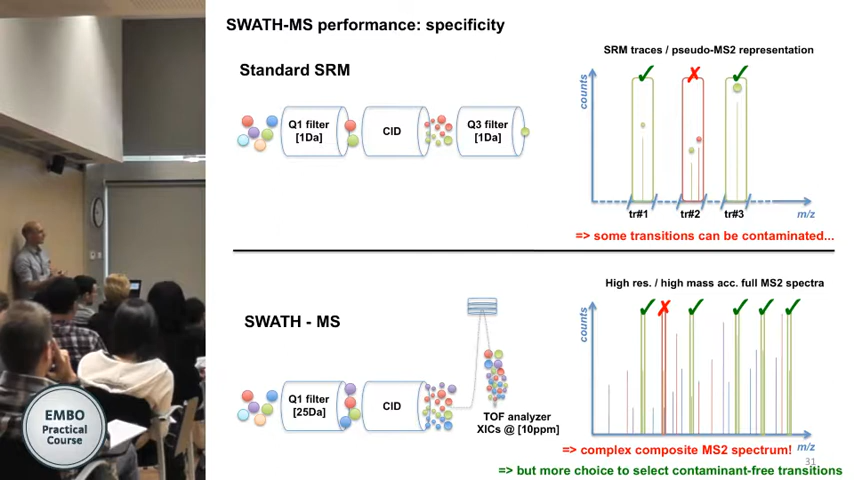 SWATH-MS performance: specificity
SRM traces / pseudo-MS2 representation
Standard SRM
Q1 filter
[1Da]
CID
Q3 filter
[1Da]
counts
tr#1
tr#2
tr#3
m/z
=> some transitions can be contaminated...
High res. / high mass acc. full MS2 spectra
SWATH - MS
Q1 filter
[25Da]
CID
TOF analyzer
XICs @ [10ppm]
counts
m/z
=> complex composite MS2 spectrum!
31
=> but more choice to select contaminant-free transitions
EMBO
Practical
Course